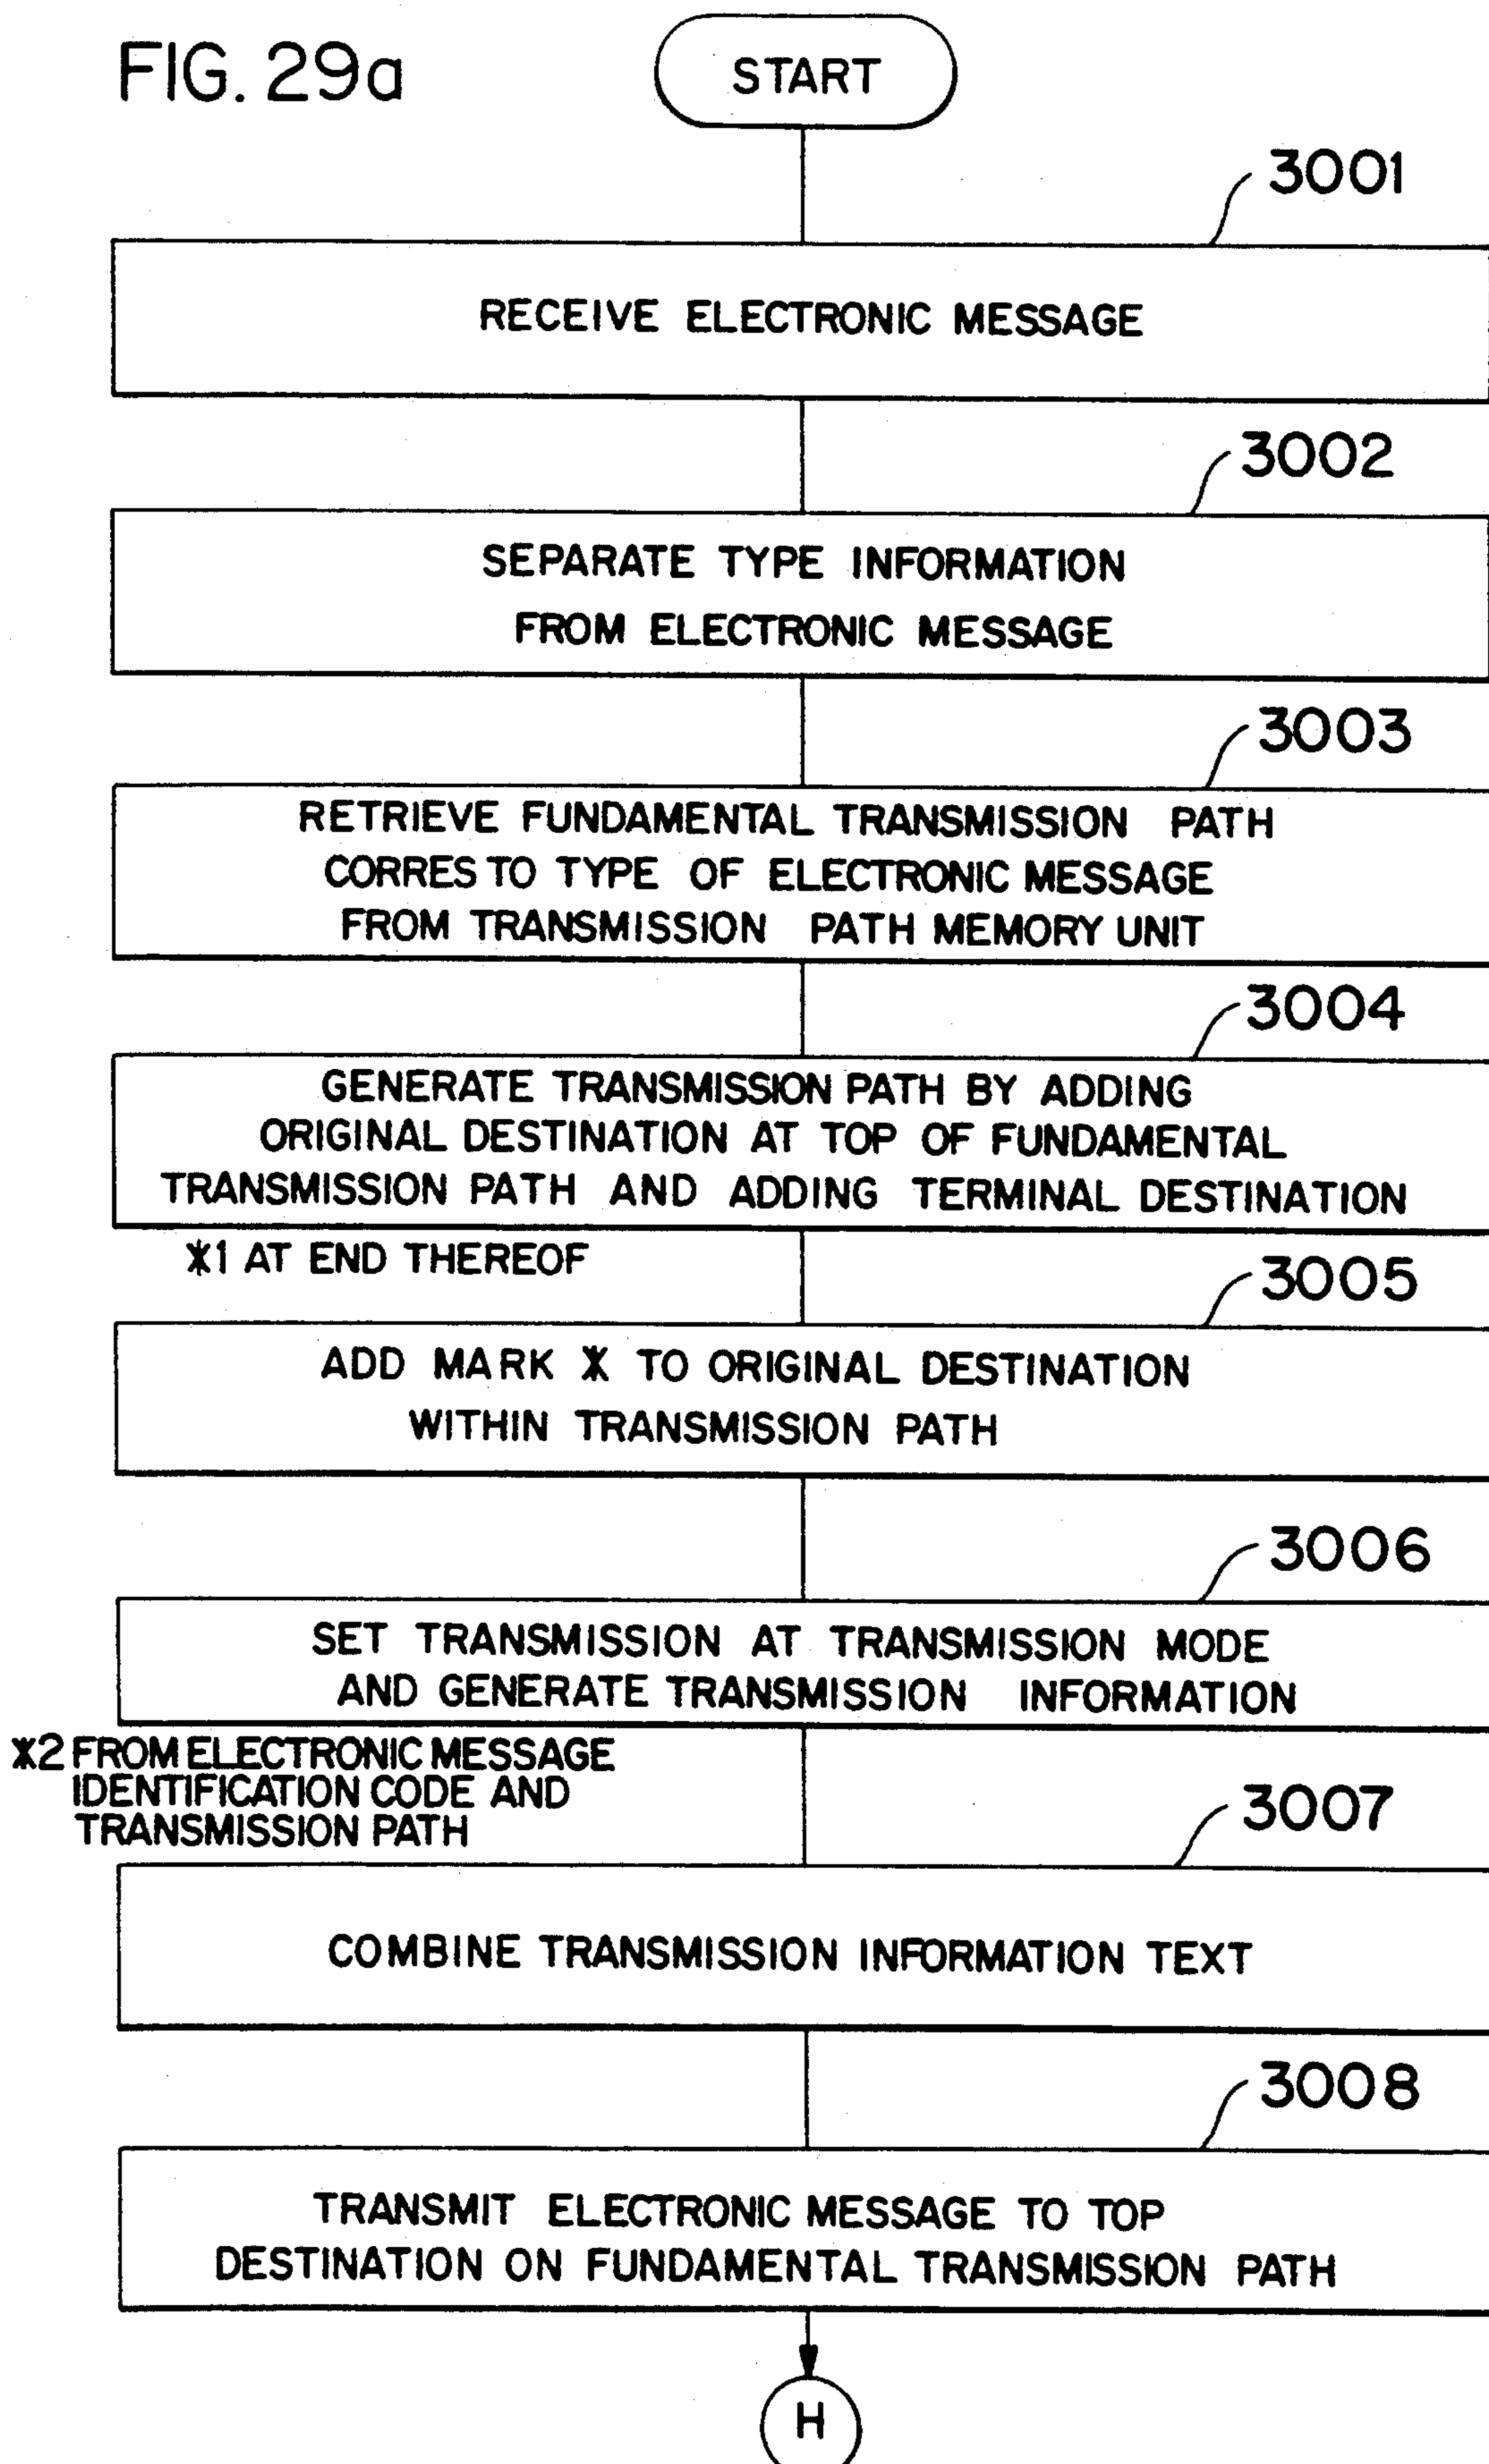 FIG. 29a
START
3001
RECEIVE ELECTRONIC MESSAGE
3002
SEPARATE TYPE INFORMATION
FROM ELECTRONIC MESSAGE
3003
RETRIEVE FUNDAMENTAL TRANSMISSION PATH
CORRES TO TYPE OF ELECTRONIC MESSAGE
FROM TRANSMISSION PATH MEMORY UNIT
3004
GENERATE TRANSMISSION PATH BY ADDING
ORIGINAL DESTINATION AT TOP OF FUNDAMENTAL
TRANSMISSION PATH AND ADDING TERMINAL DESTINATION
*1 AT END THEREOF
3005
ADD MARK * TO ORIGINAL DESTINATION
WITHIN TRANSMISSION PATH
3006
SET TRANSMISSION AT TRANSMISSION MODE
AND GENERATE TRANSMISSION INFORMATION
*2 FROM ELECTRONIC MESSAGE
IDENTIFICATION CODE AND
TRANSMISSION PATH
3007
COMBINE TRANSMISSION INFORMATION TEXT
3008
TRANSMIT ELECTRONIC MESSAGE TO TOP
DESTINATION ON FUNDAMENTAL TRANSMISSION PATH
H